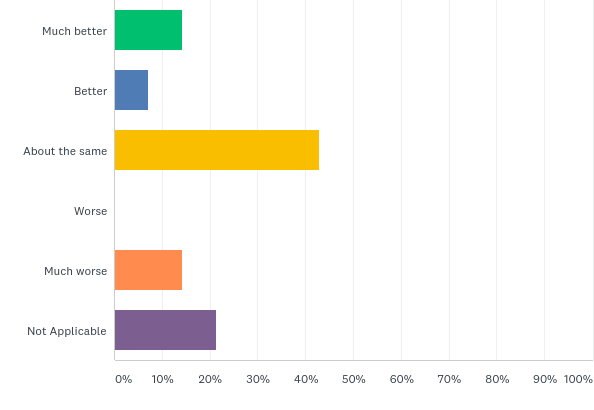 Much better
Better
About the same
Worse
Much worse
Not Applicable
0% 10% 20% 30% 40% 50% 60% 70% 80% 90% 100%